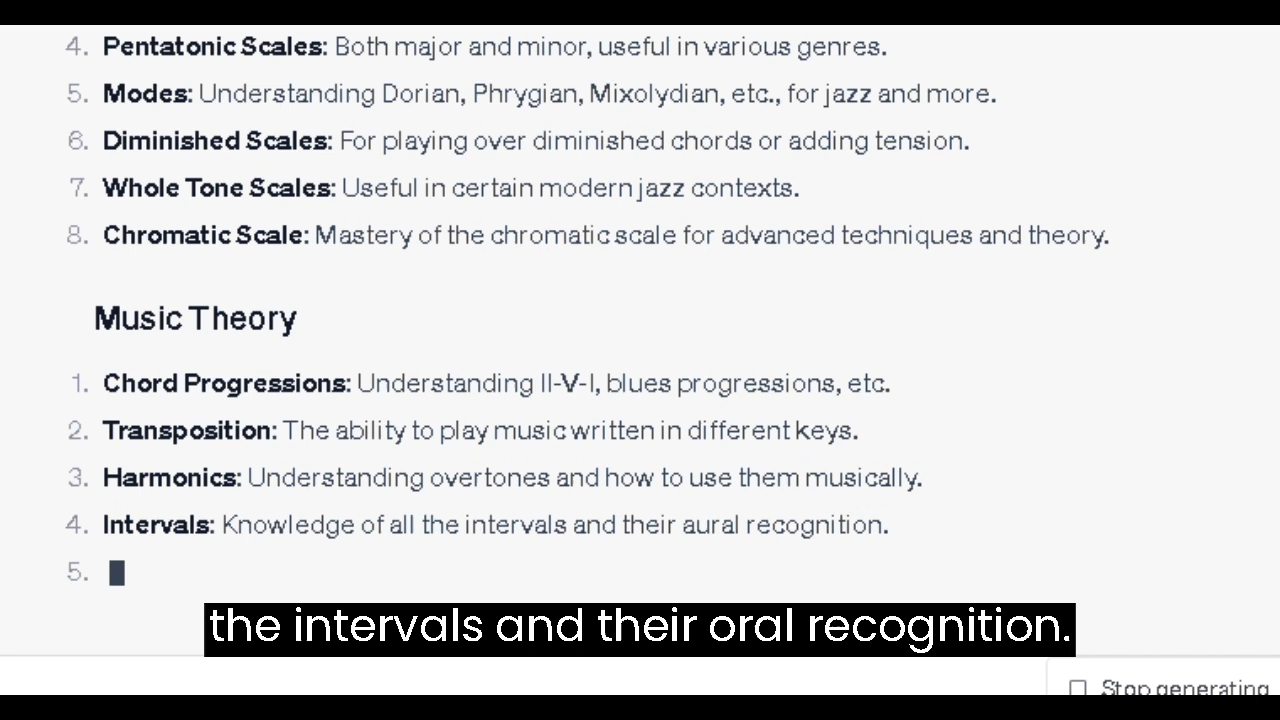 4. Pentatonic Scales: Both major and minor, useful in various genres.
5. Modes: Understanding Dorian, Phrygian, Mixolydian, etc., for jazz and more.
6. Diminished Scales: For playing over diminished chords or adding tension.
7. Whole Tone Scales: Useful in certain modern jazz contexts.
8. Chromatic Scale: Mastery of the chromatic scale for advanced techniques and theory.
Music Theory
1. Chord Progressions: Understanding II-V-I, blues progressions, etc.
2. Transposition: The ability to play music written in different keys.
3. Harmonics: Understanding overtones and how to use them musically.
4. Intervals: Knowledge of all the intervals and their aural recognition.
5.
the intervals and their oral recognition.
Stop generating